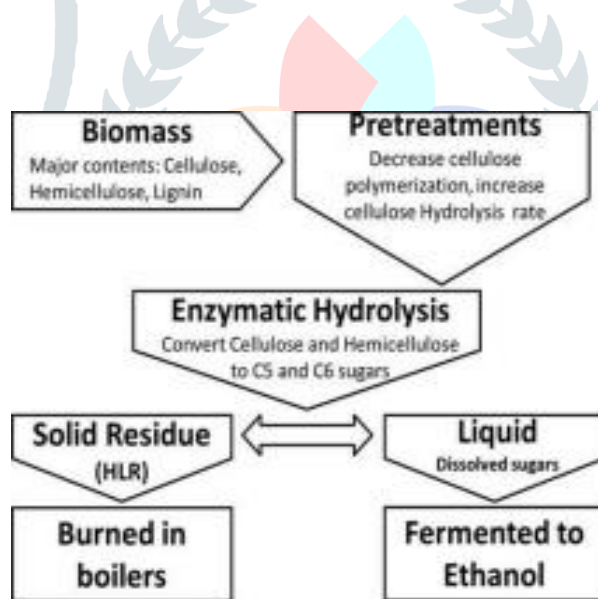 Biomass
Major contents: Cellulose,
Hemicellulose, Lignin
Pretreatments
Decrease cellulose
polymerization, increase
cellulose Hydrolysis rate
Enzymatic Hydrolysis
Convert Cellulose and Hemicellulose
to C5 and C6 sugars
Solid Residue
(HLR)
Liquid
Dissolved sugars
Burned in
boilers
Fermented to
Ethanol